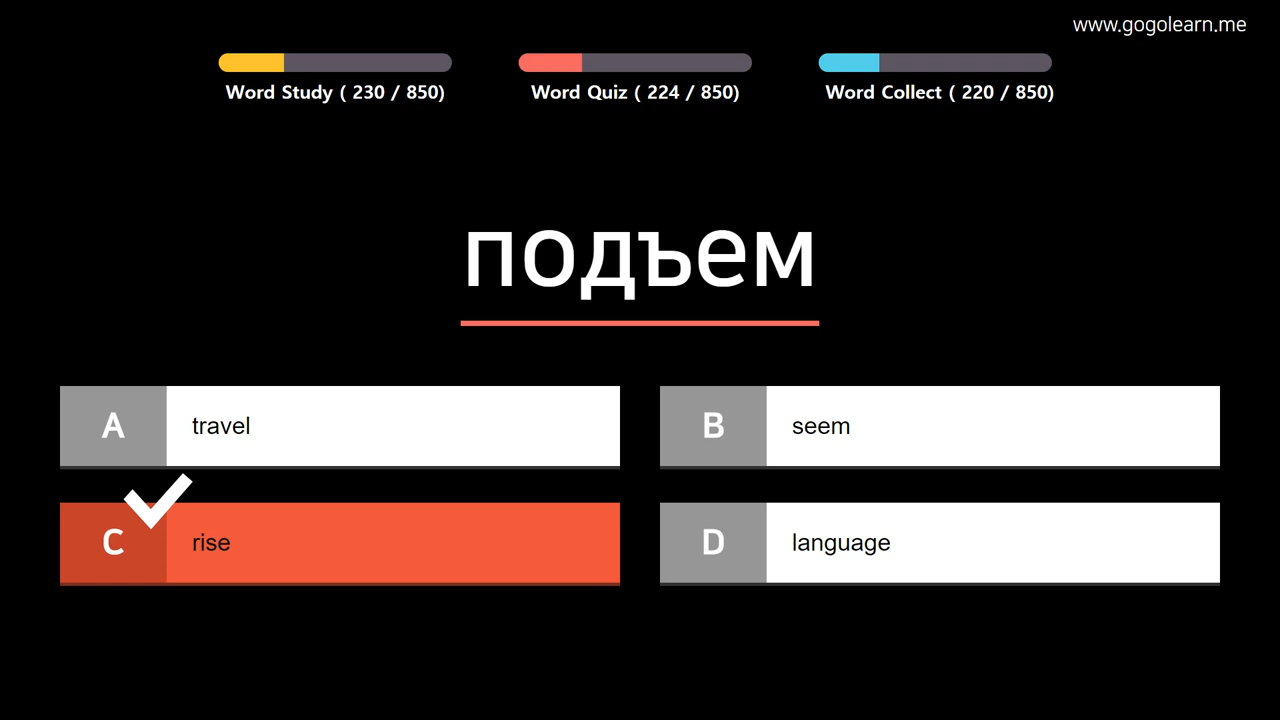 www.gogolearn.me
Word Study ( 230 / 850)
Word Quiz ( 224 / 850)
Word Collect ( 220 / 850)
подъем
A travel
B seem
C rise
D language